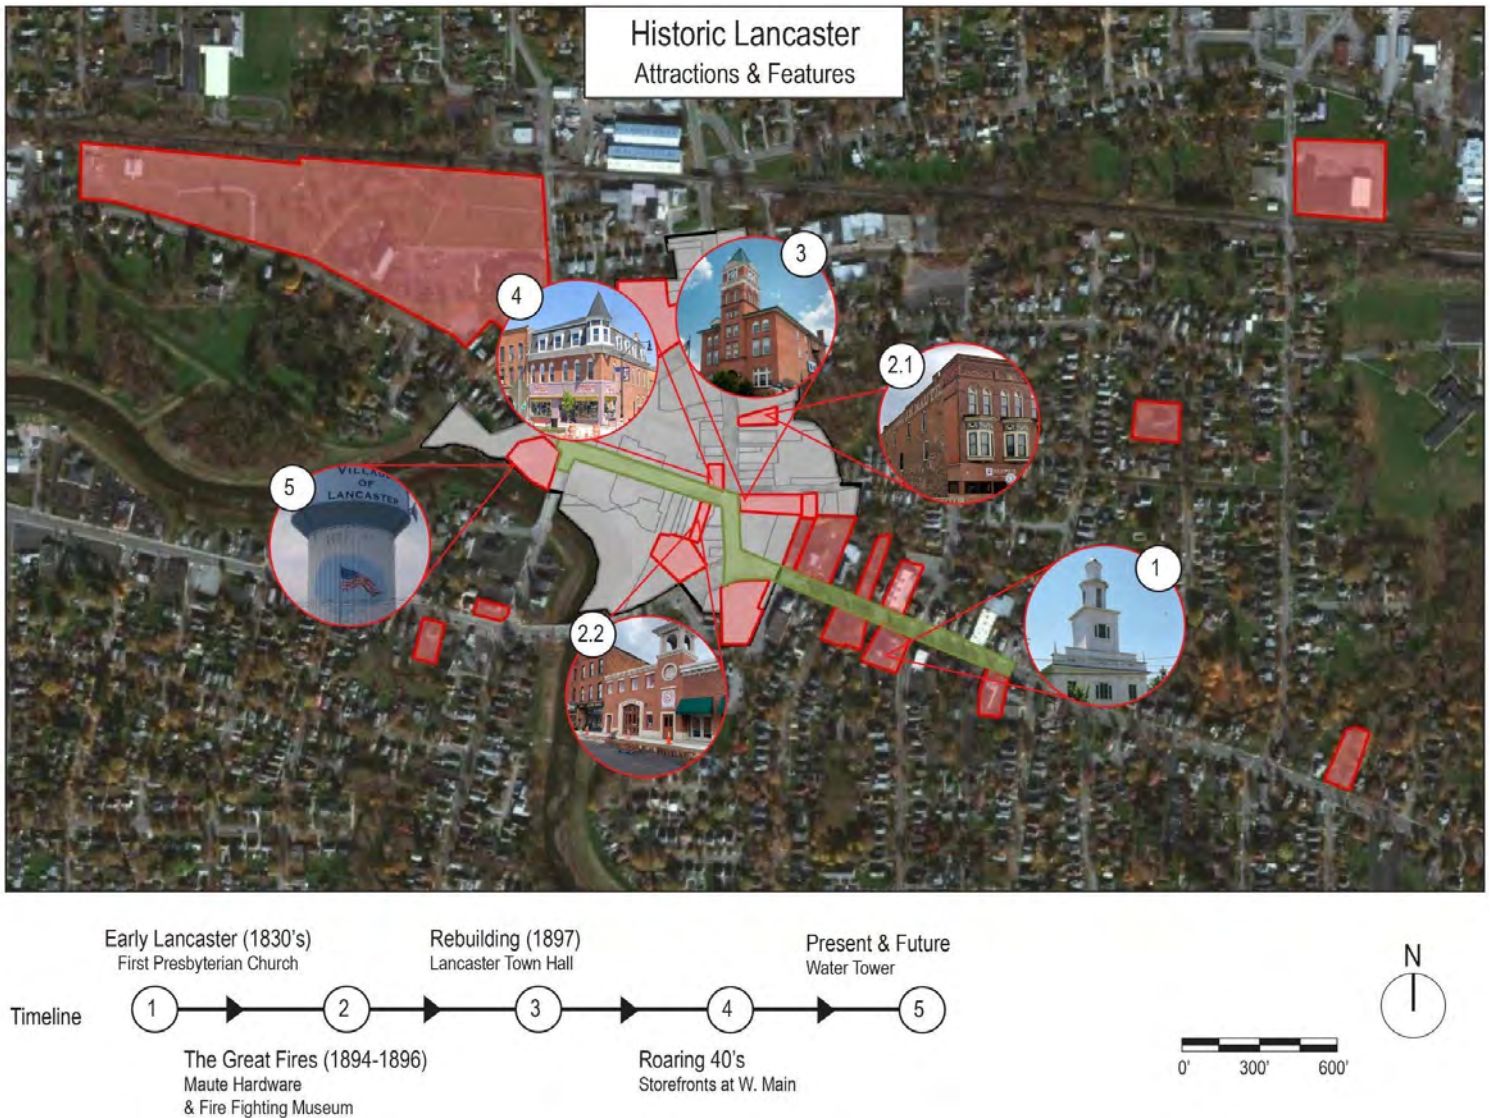 Historic Lancaster
Attractions & Features
3
4
2.1
5
VILLAGE
OF
LANCASTER
1
2.2
Early Lancaster (1830's)
First Presbyterian Church
Rebuilding (1897)
Lancaster Town Hall
Present & Future
Water Tower
N
Timeline
1
2
3
4
5
The Great Fires (1894-1896)
Maute Hardware
& Fire Fighting Museum
Roaring 40's
Storefronts at W. Main
0'
300'
600'